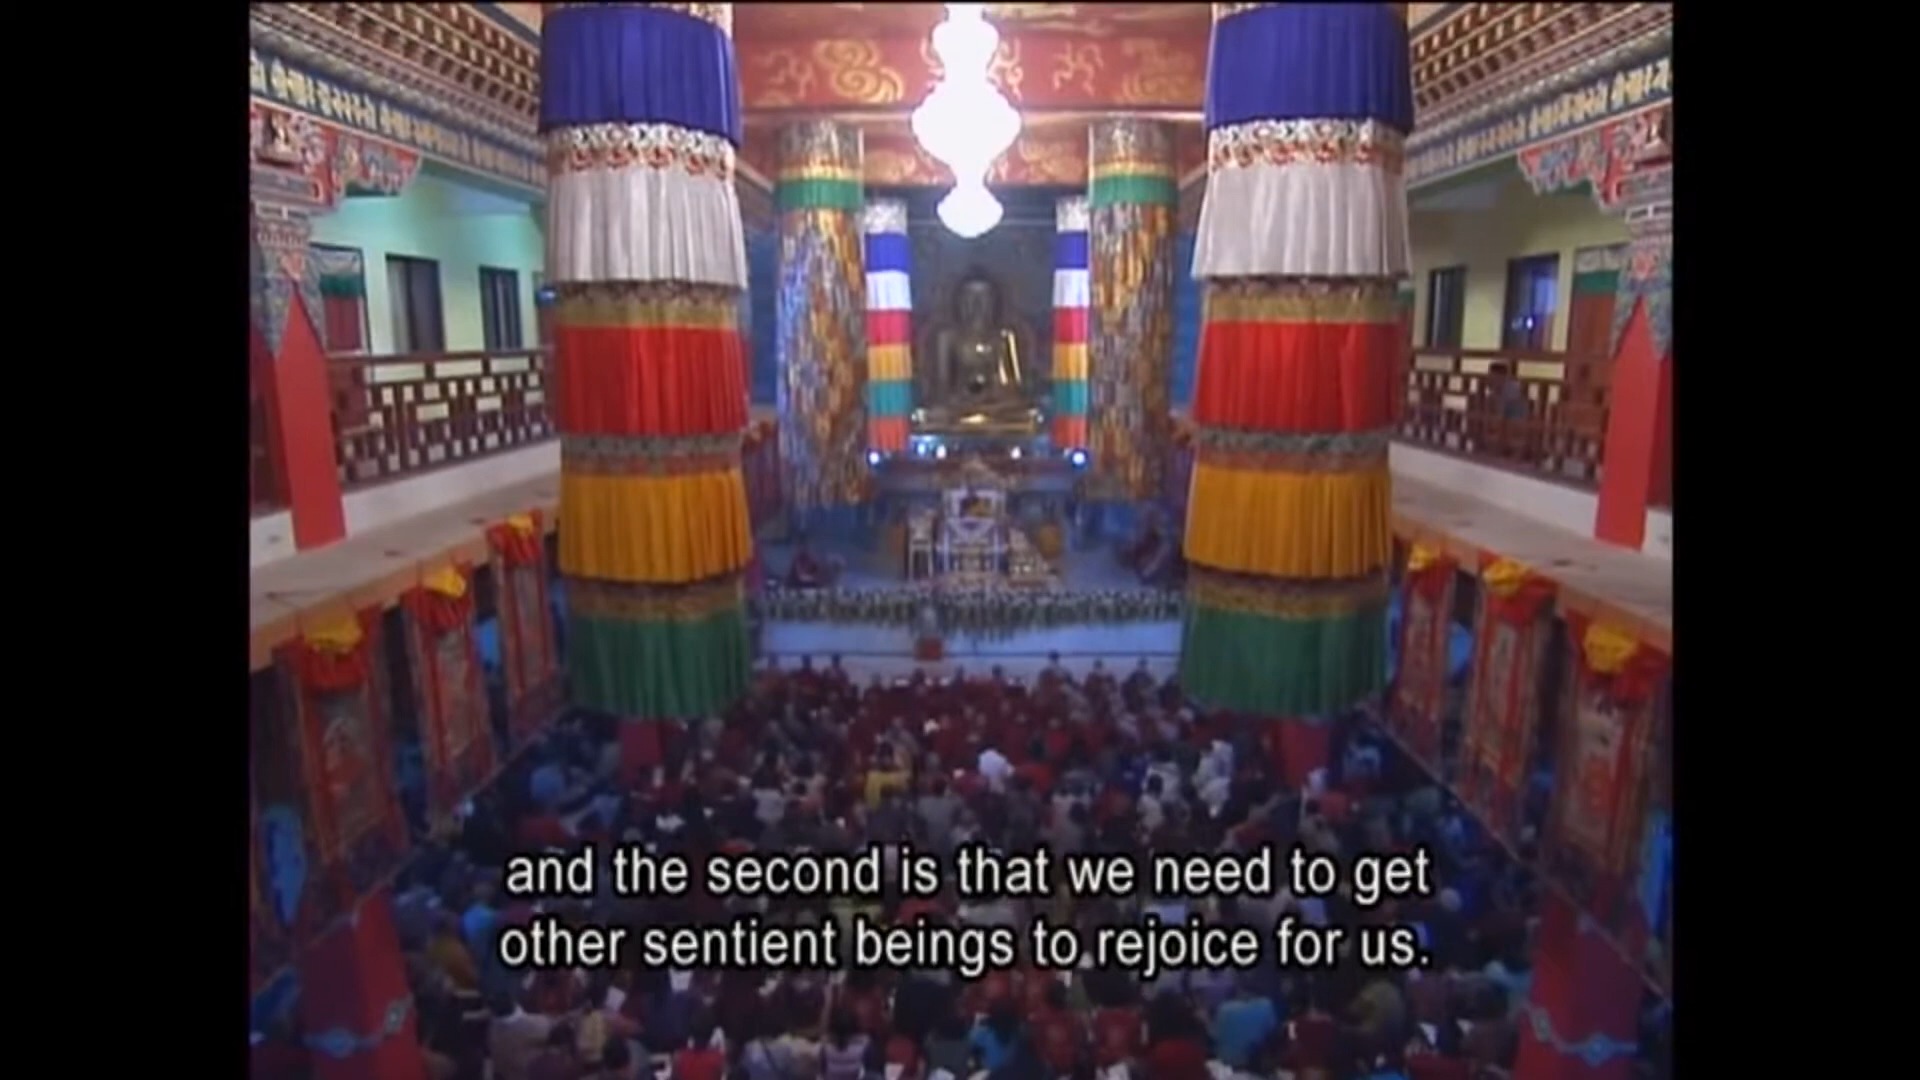 and the second is that we need to get
other sentient beings to rejoice for us.